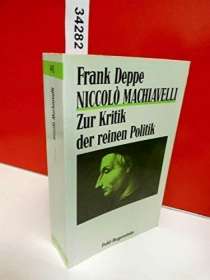 34282
Frank Deppe
NICCOLÒ MACHIAVELLI
Zur Kritik
der reinen Politik
Pahl-Rugenstein